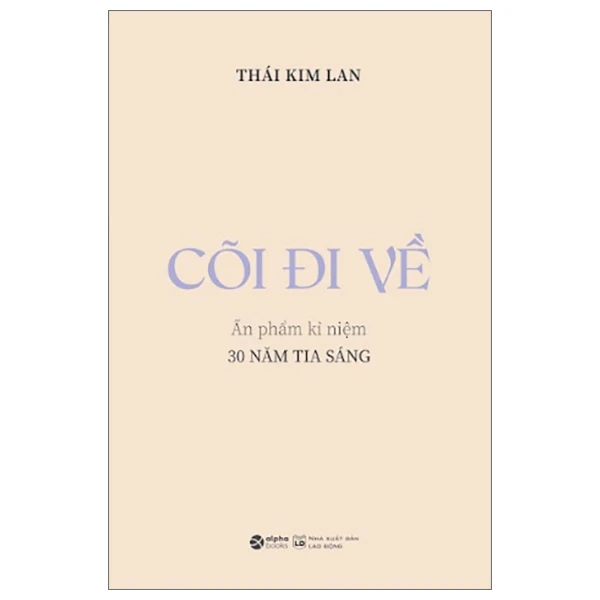 THÁI KIM LAN
CÕI ĐI VỀ
Ấn phẩm kỉ niệm
30 NĂM TIA SÁNG
alpha books
LD
NHÀ XUẤT BẢN
LAO ĐỘNG